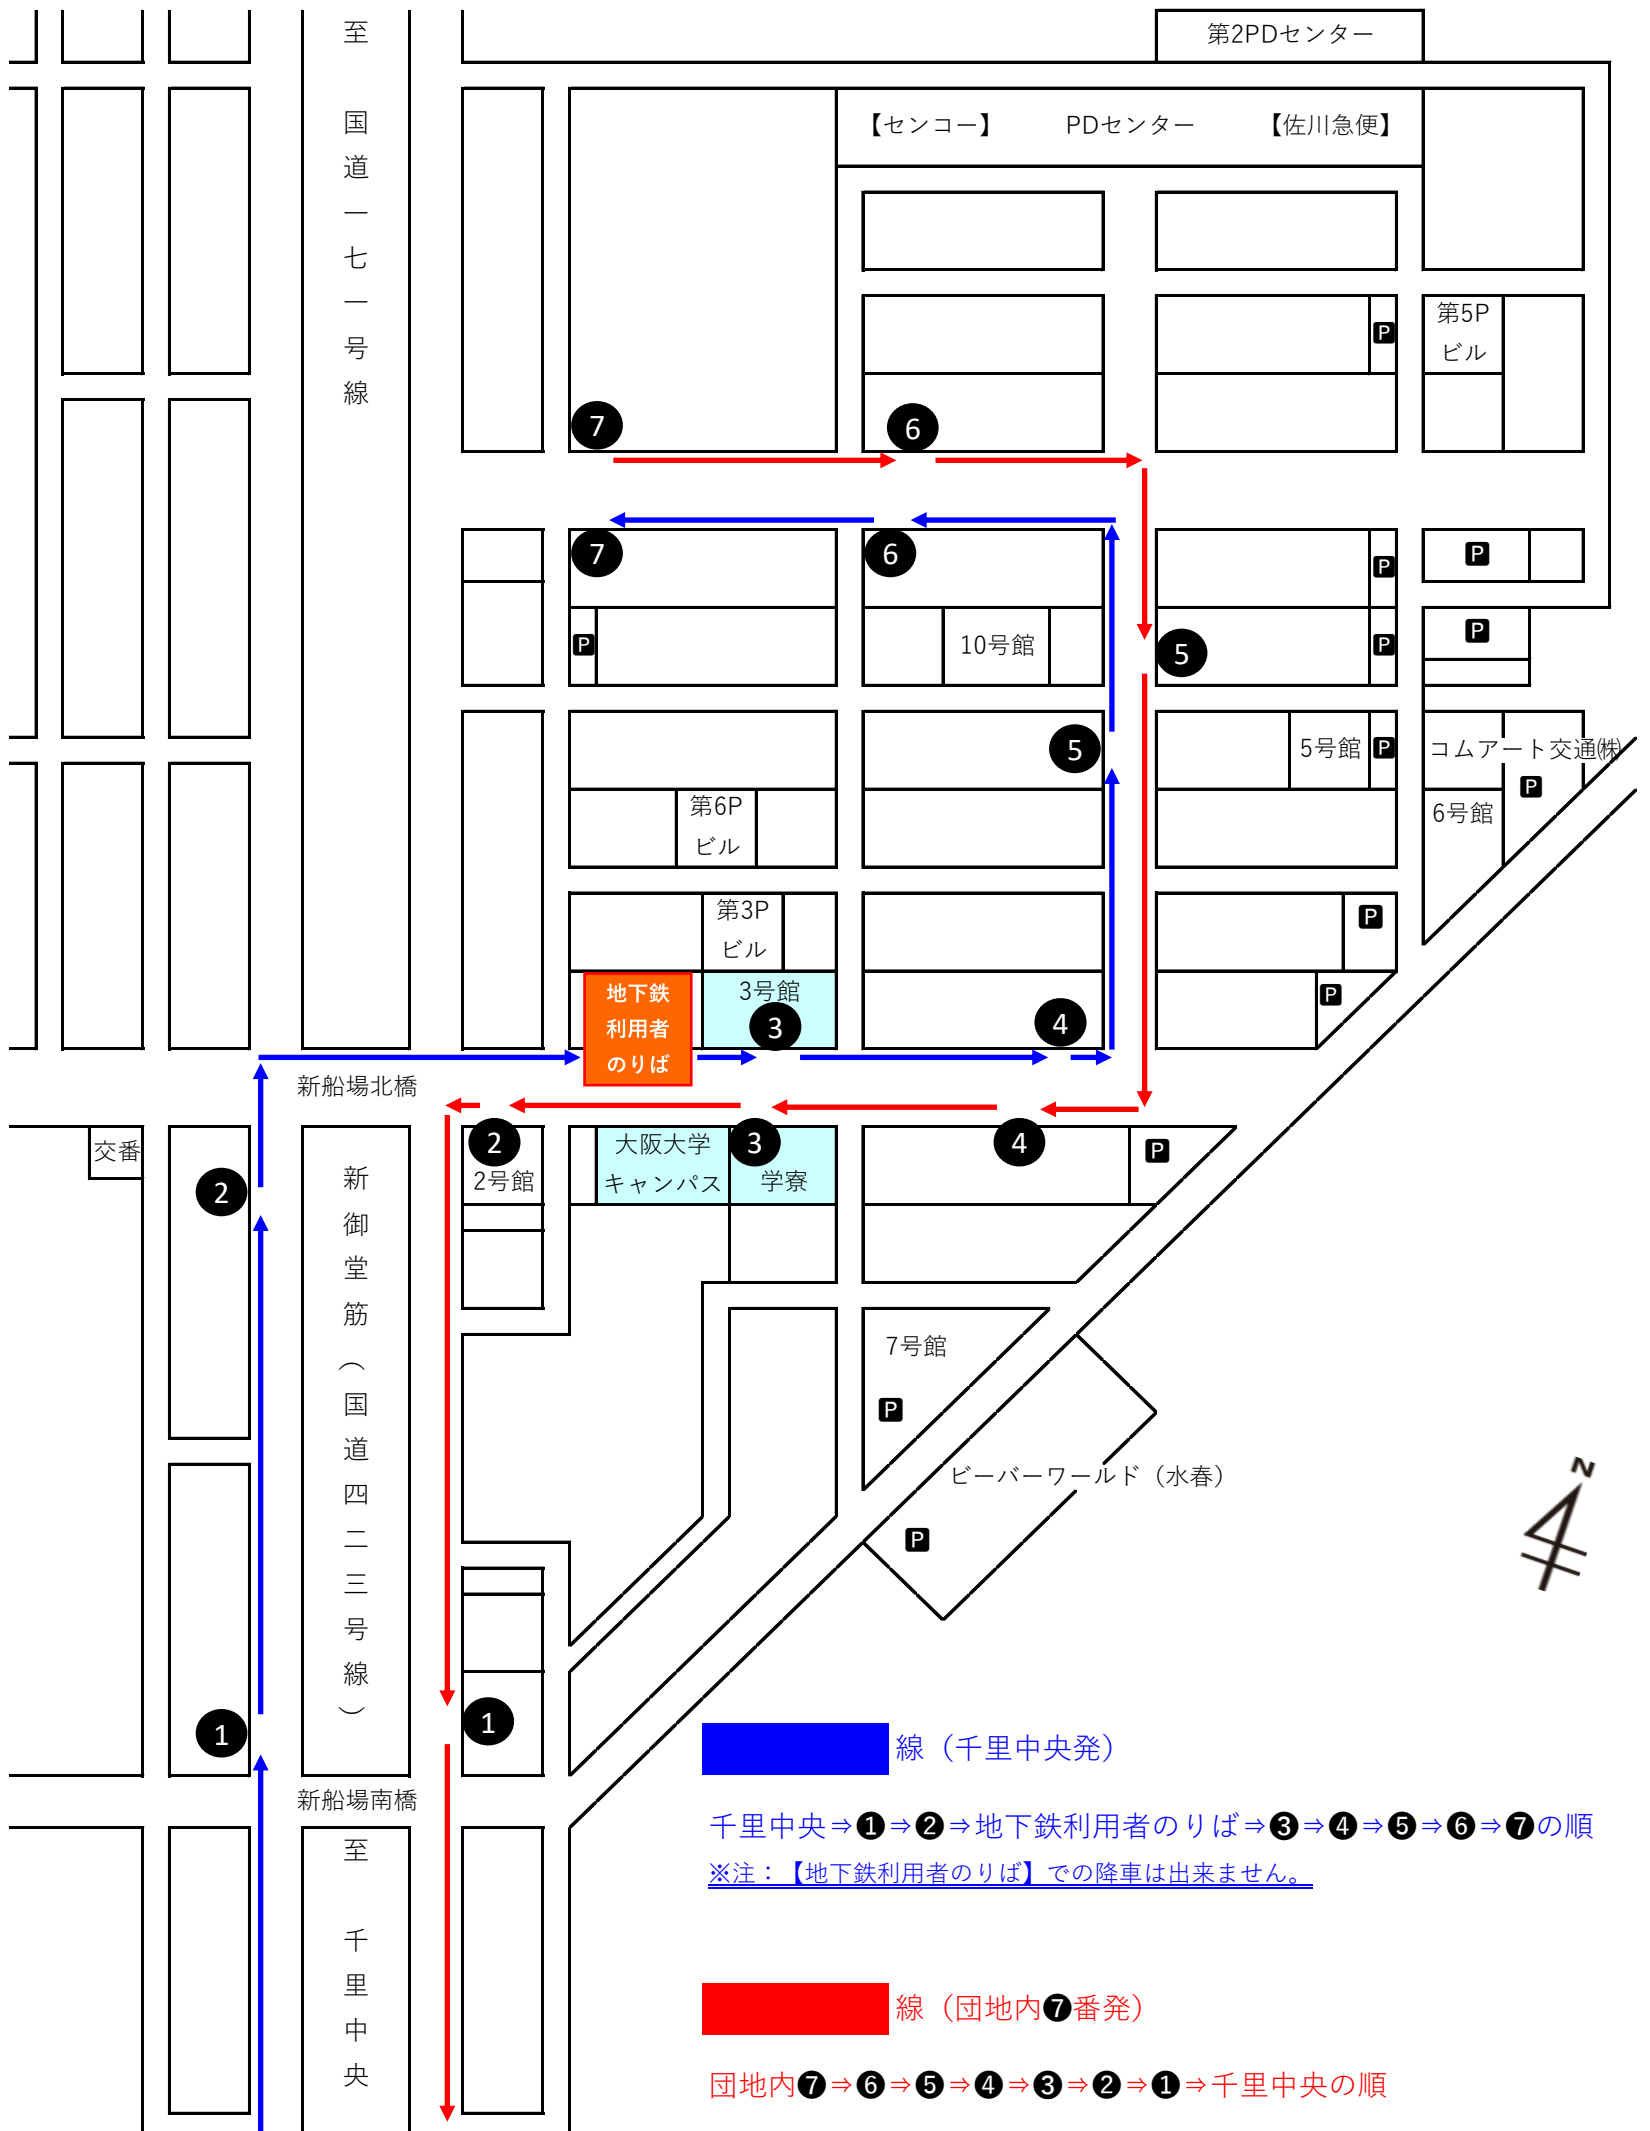 第2PDセンター
至 国道一七一号線
【センコー】 PDセンター 【佐川急便】
P
第5P
ビル
7
6
7
6
P
P
P
10号館
P
P
5
5
5号館
P
コムアート交通㈱
P
第6P
ビル
6号館
第3P
ビル
P
地下鉄
利用者
のりば
3号館
3
4
P
新船場北橋
交番
2
2
2号館
大阪大学
キャンパス
3
学寮
4
P
新御堂筋(国道四二三号線)
7号館
P
ビーバーワールド(水春)
P
N
1
1
新船場南橋
至 千里中央
線(千里中央発)
千里中央⇒❶⇒❷⇒地下鉄利用者のりば⇒❸⇒❹⇒❺⇒❻⇒❼の順
※注:【地下鉄利用者のりば】での降車は出来ません。
線(団地内❼番発)
団地内❼⇒❻⇒❺⇒❹⇒❸⇒❷⇒❶⇒千里中央の順